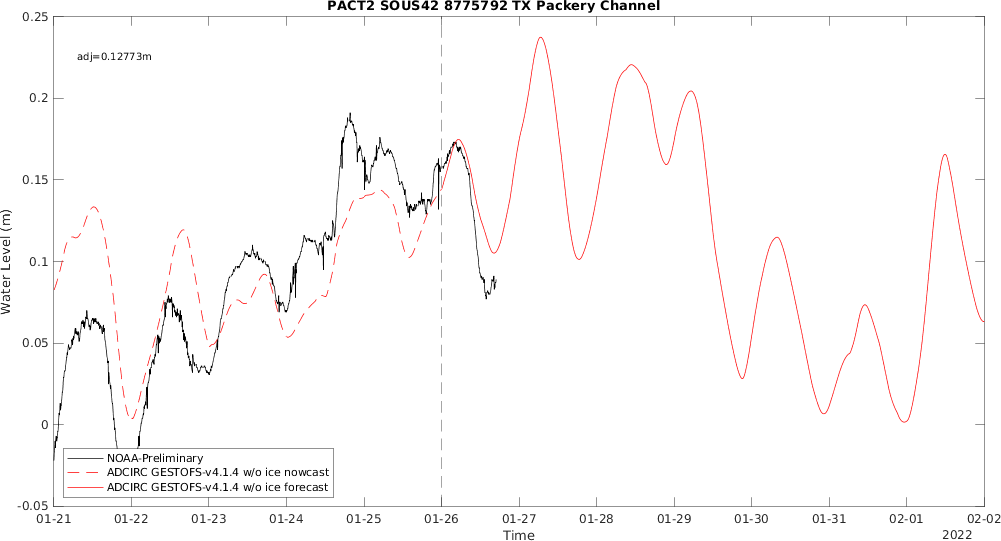 PACT2 SOUS42 8775792 TX Packery Channel
adj=0.12773m
Water Level (m)
0.25
0.2
0.15
0.1
0.05
0
-0.05
NOAA-Preliminary
ADCIRC GESTOFS-v4.1.4 w/o ice nowcast
ADCIRC GESTOFS-v4.1.4 w/o ice forecast
01-21 01-22 01-23 01-24 01-25 01-26 01-27 01-28 01-29 01-30 01-31 02-01 02-02
Time
2022